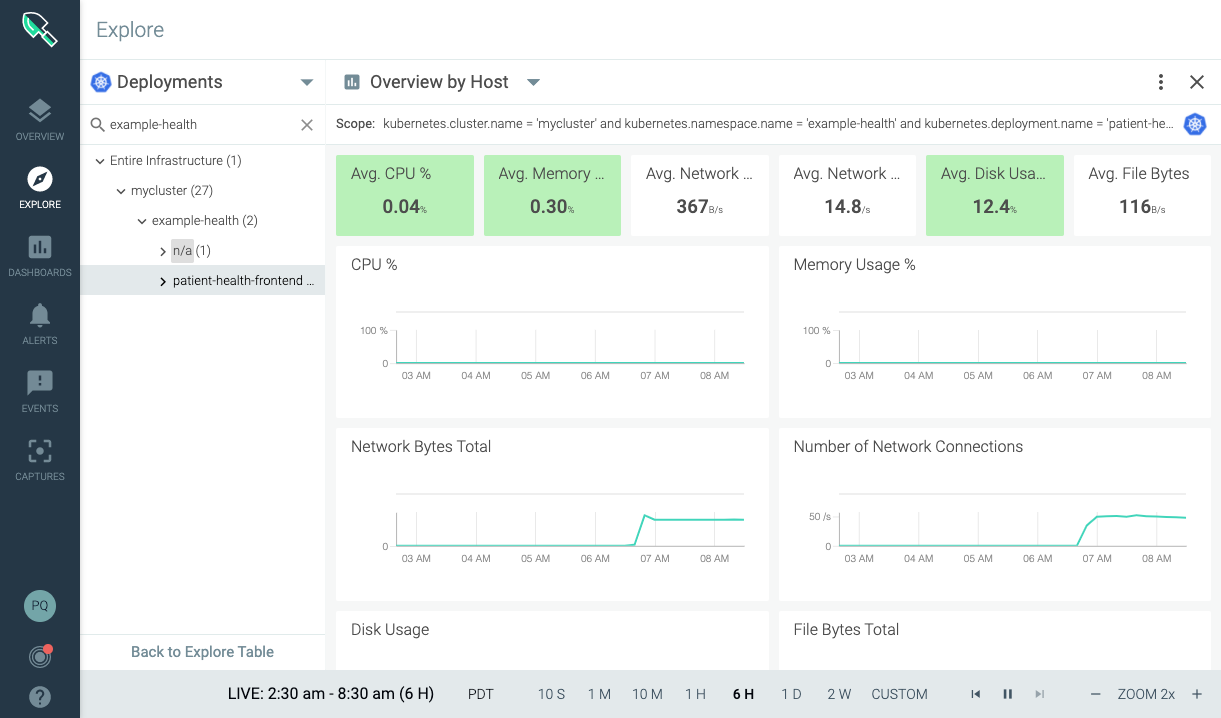 Explore
OVERVIEW
EXPLORE
DASHBOARDS
ALERTS
EVENTS
CAPTURES
PQ
?
Deployments
example-health
Entire Infrastructure (1)
mycluster (27)
example-health (2)
n/a (1)
patient-health-frontend ...
Back to Explore Table
Overview by Host
Scope: kubernetes.cluster.name = 'mycluster' and kubernetes.namespace.name = 'example-health' and kubernetes.deployment.name = 'patient-he...
Avg. CPU %
0.04%
Avg. Memory ...
0.30%
Avg. Network ...
367B/s
Avg. Network ...
14.8/s
Avg. Disk Usa...
12.4%
Avg. File Bytes
116B/s
CPU %
100 %
0
03 AM 04 AM 05 AM 06 AM 07 AM 08 AM
Memory Usage %
100 %
0
03 AM 04 AM 05 AM 06 AM 07 AM 08 AM
Network Bytes Total
0
03 AM 04 AM 05 AM 06 AM 07 AM 08 AM
Number of Network Connections
50 /s
0
03 AM 04 AM 05 AM 06 AM 07 AM 08 AM
Disk Usage
File Bytes Total
LIVE: 2:30 am - 8:30 am (6 H) PDT 10 S 1 M 10 M 1 H 6 H 1 D 2 W CUSTOM ZOOM 2x